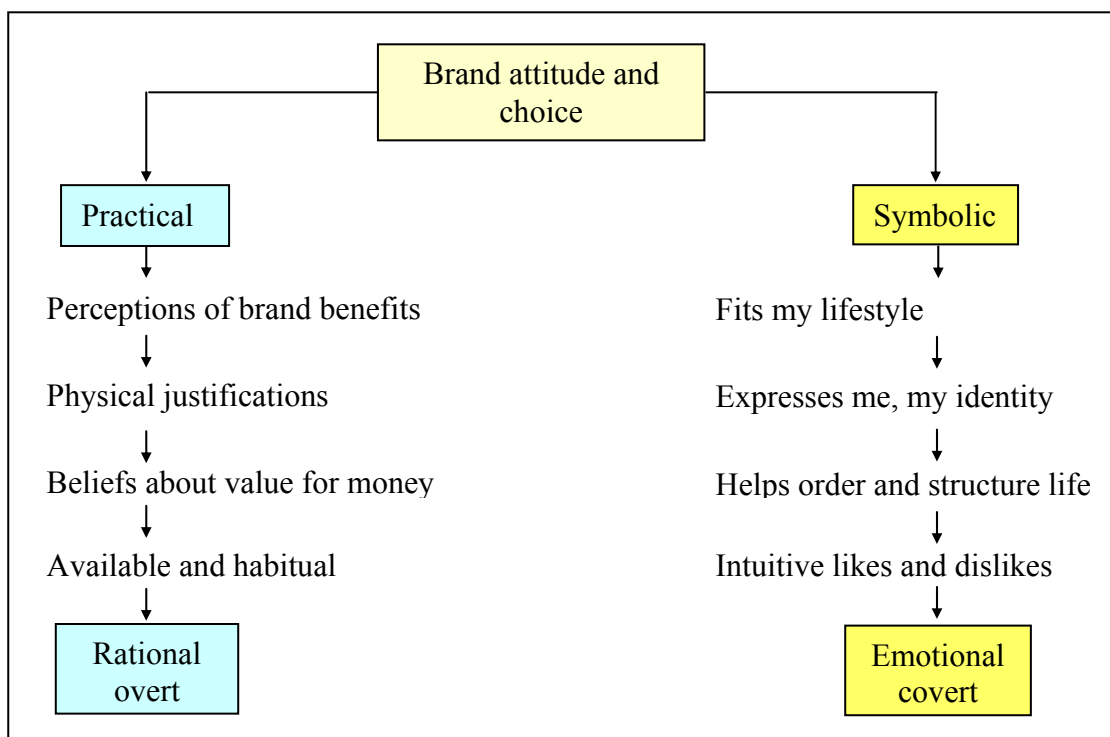 Brand attitude and
choice
Practical
Symbolic
Perceptions of brand benefits
Fits my lifestyle
Physical justifications
Expresses me, my identity
Beliefs about value for money
Helps order and structure life
Available and habitual
Intuitive likes and dislikes
Rational
overt
Emotional
covert